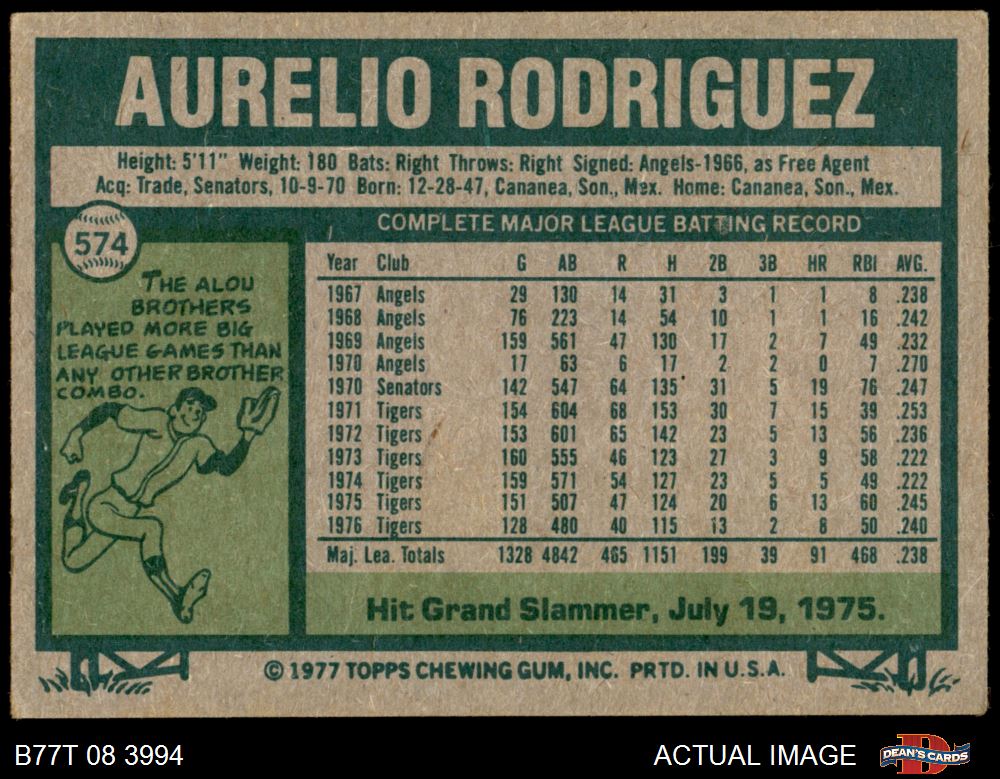 AURELIO RODRIGUEZ
Height: 5'11" Weight: 180 Bats: Right Throws: Right Signed: Angels-1966, as Free Agent
Acq: Trade, Senators, 10-9-70 Born: 12-28-47, Cananea, Son., Mex. Home: Cananea, Son., Mex.
574
COMPLETE MAJOR LEAGUE BATTING RECORD
THE ALOU
BROTHERS
PLAYED MORE BIG
LEAGUE GAMES THAN
ANY OTHER BROTHER
COMBO.
Year Club G AB R H 2B 3B HR RBI AVG.
1967 Angels 29 130 14 31 3 1 1 8 .238
1968 Angels 76 223 14 54 10 1 1 16 .242
1969 Angels 159 561 47 130 17 2 7 49 .232
1970 Angels 17 63 6 17 2 2 0 7 .270
1970 Senators 142 547 64 135 31 5 19 76 .247
1971 Tigers 154 604 68 153 30 7 15 39 .253
1972 Tigers 153 601 65 142 23 5 13 56 .236
1973 Tigers 160 555 46 123 27 3 9 58 .222
1974 Tigers 159 571 54 127 23 5 5 49 .222
1975 Tigers 151 507 47 124 20 6 13 60 .245
1976 Tigers 128 480 40 115 13 2 8 50 .240
Maj. Lea. Totals 1328 4842 465 1151 199 39 91 468 .238
Hit Grand Slammer, July 19, 1975.
© 1977 TOPPS CHEWING GUM, INC. PRTD. IN U.S.A.
B77T 08 3994
ACTUAL IMAGE
DEAN'S CARDS